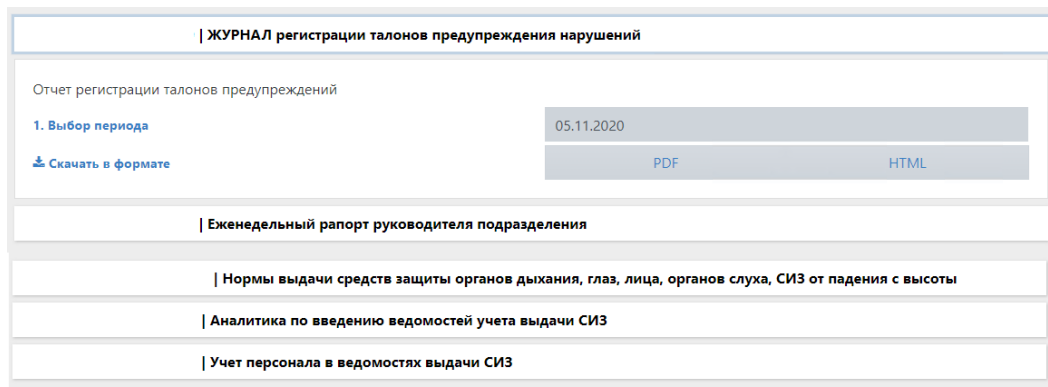 | ЖУРНАЛ регистрации талонов предупреждения нарушений
Отчет регистрации талонов предупреждений
1. Выбор периода 05.11.2020
Скачать в формате PDF HTML
| Еженедельный рапорт руководителя подразделения
| Нормы выдачи средств защиты органов дыхания, глаз, лица, органов слуха, СИЗ от падения с высоты
| Аналитика по введению ведомостей учета выдачи СИЗ
| Учет персонала в ведомостях выдачи СИЗ